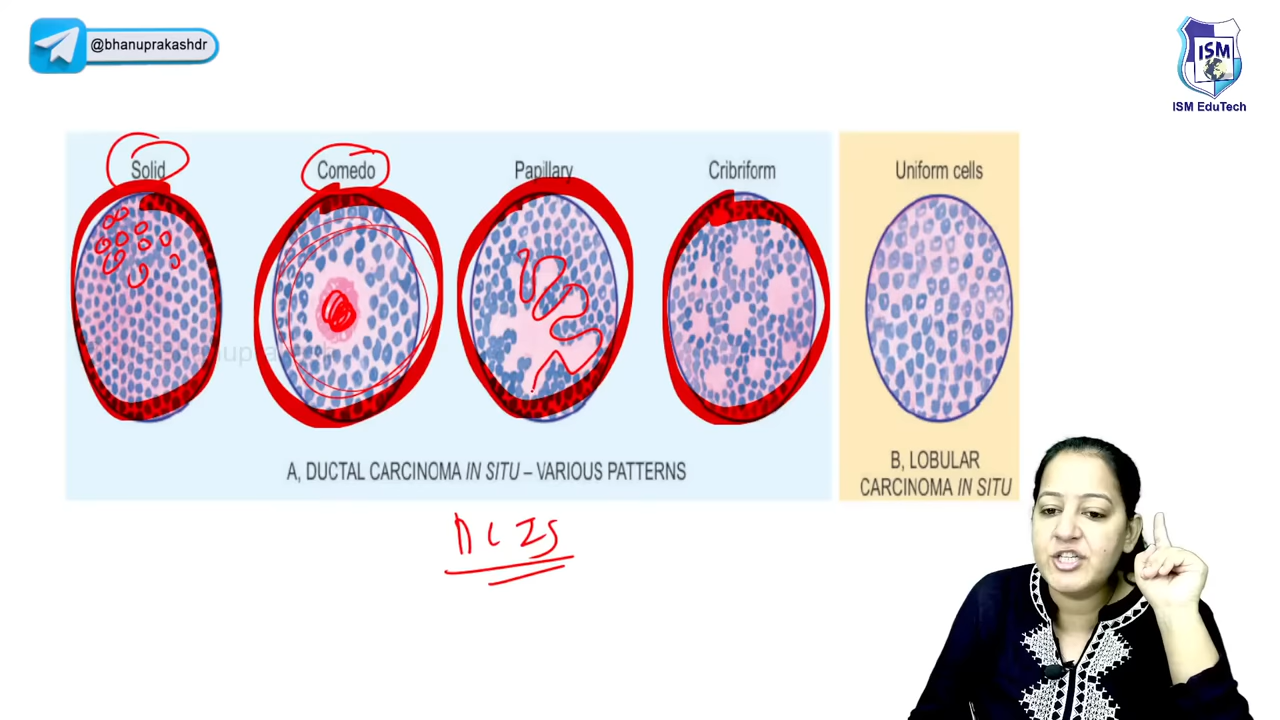 @bhanuprakashdr
ISM
ISM EduTech
Solid
Comedo
Papillary
Cribriform
Uniform cells
A, DUCTAL CARCINOMA IN SITU – VARIOUS PATTERNS
B, LOBULAR
CARCINOMA IN SITU
DCIS